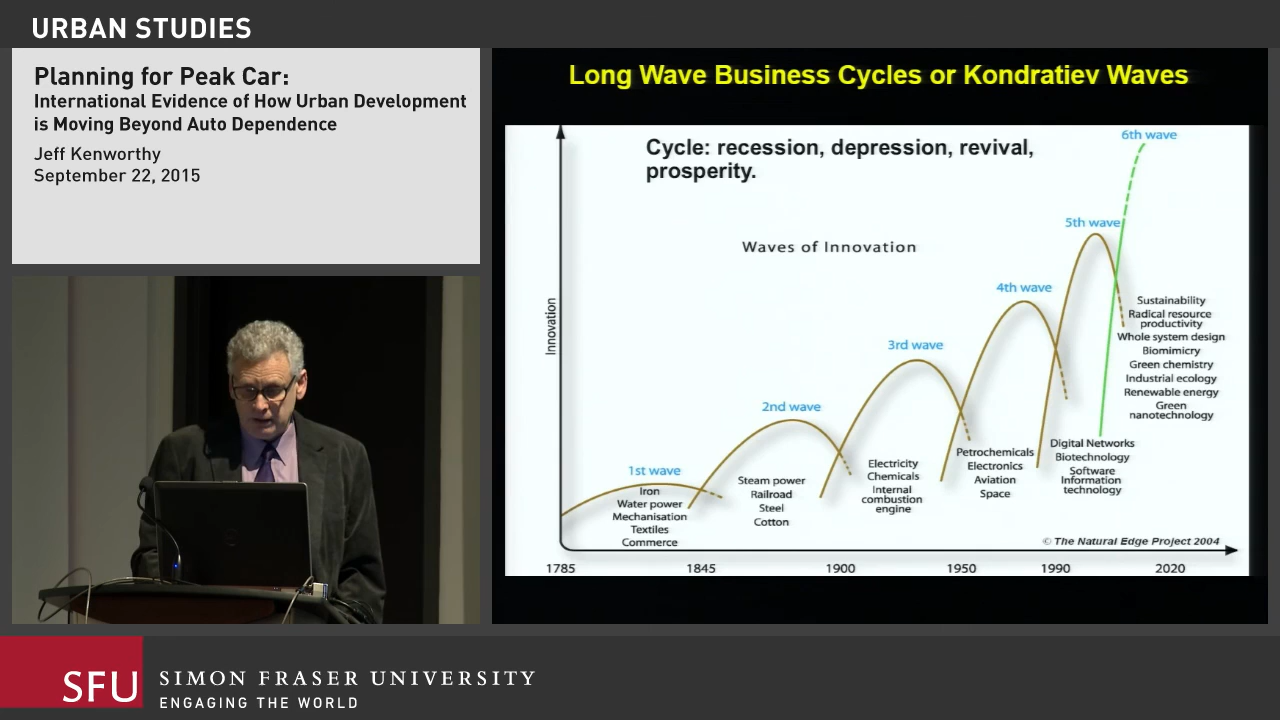 URBAN STUDIES
Planning for Peak Car:
International Evidence of How Urban Development
is Moving Beyond Auto Dependence
Jeff Kenworthy
September 22, 2015
Long Wave Business Cycles or Kondratiev Waves
Cycle: recession, depression, revival,
prosperity.
Waves of Innovation
Innovation
1st wave
Iron
Water power
Mechanisation
Textiles
Commerce
2nd wave
Steam power
Railroad
Steel
Cotton
3rd wave
Electricity
Chemicals
Internal
combustion
engine
4th wave
Petrochemicals
Electronics
Aviation
Space
5th wave
Digital Networks
Biotechnology
Software
Information
technology
6th wave
Sustainability
Radical resource
productivity
Whole system design
Biomimicry
Green chemistry
Industrial ecology
Renewable energy
Green
nanotechnology
© The Natural Edge Project 2004
1785 1845 1900 1950 1990 2020
SFU
SIMON FRASER UNIVERSITY
ENGAGING THE WORLD